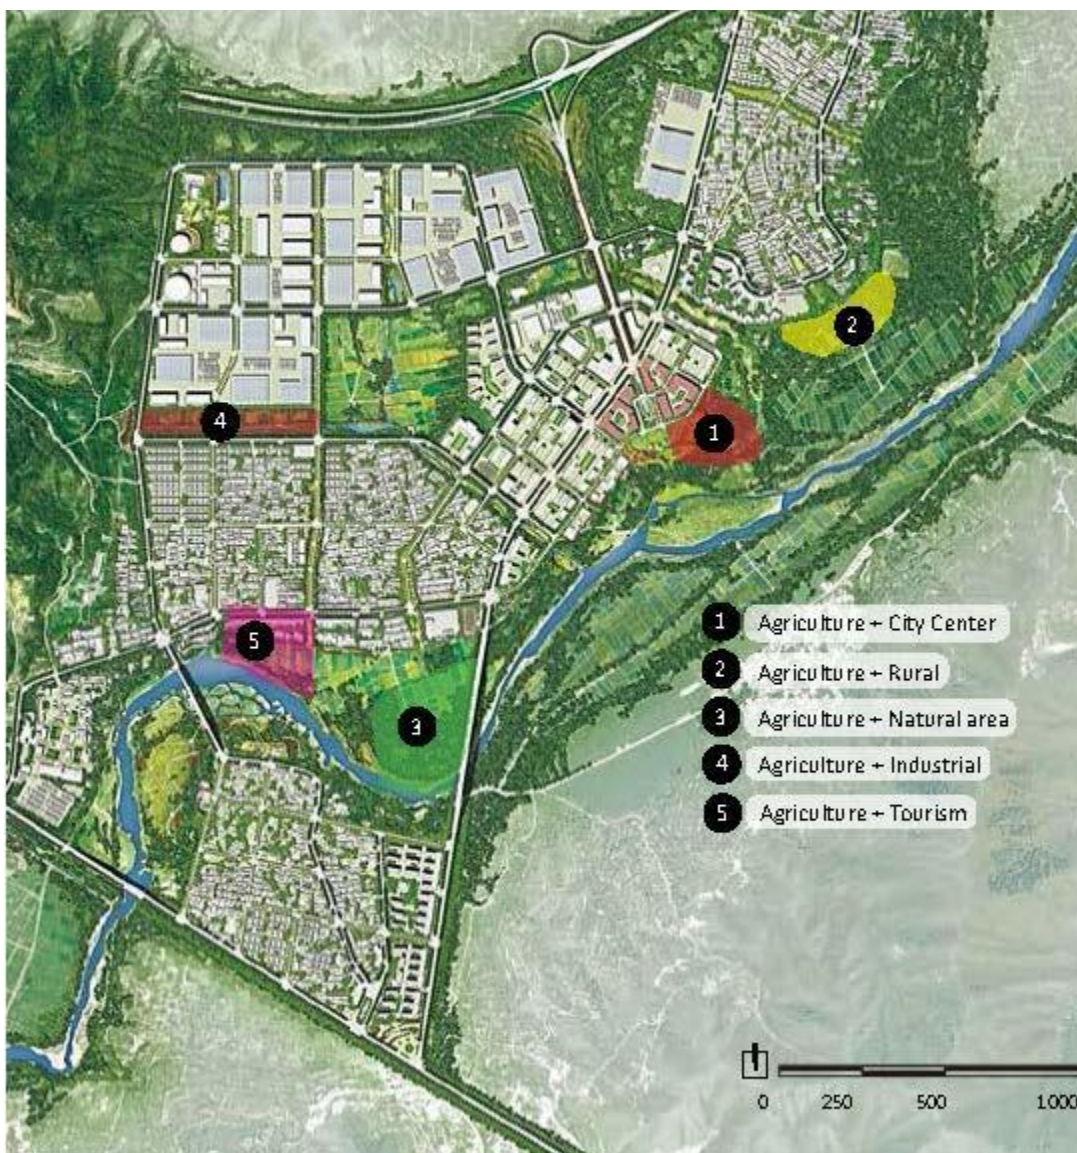 2
4
1
5
3
1 Agriculture + City Center
2 Agriculture + Rural
3 Agriculture + Natural area
4 Agriculture + Industrial
5 Agriculture + Tourism
0 250 500 1000